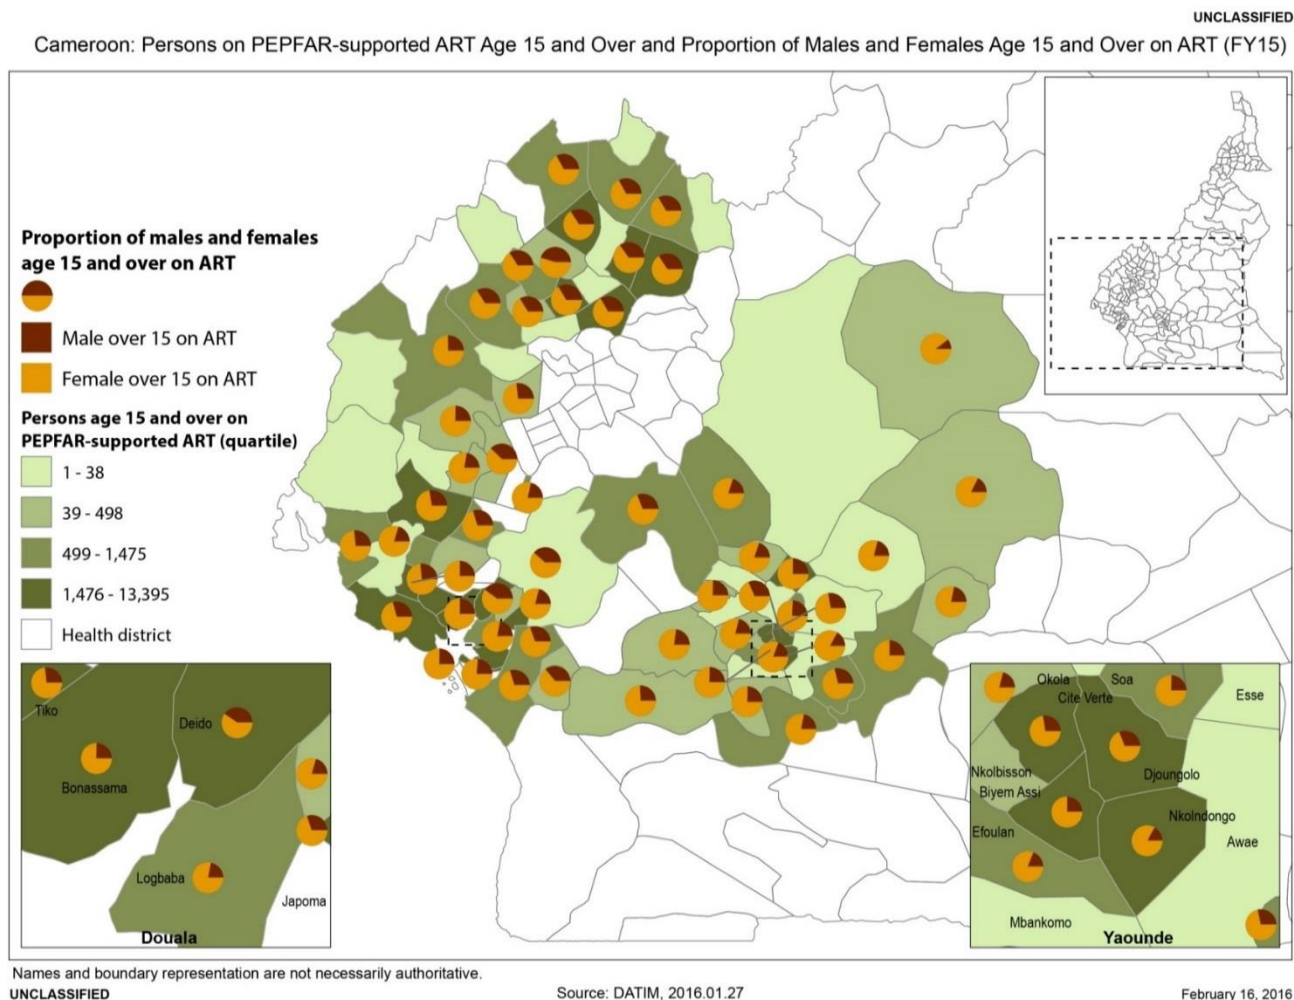 UNCLASSIFIED
Cameroon: Persons on PEPFAR-supported ART Age 15 and Over and Proportion of Males and Females Age 15 and Over on ART (FY15)
Proportion of males and females
age 15 and over on ART
Male over 15 on ART
Female over 15 on ART
Persons age 15 and over on
PEPFAR-supported ART (quartile)
1 - 38
39 - 498
499 - 1,475
1,476 - 13,395
Health district
Tiko
Deido
Bonassama
Logbaba
Japoma
Douala
Okola
Soa
Cite Verte
Esse
Nkolbisson
Djoungolo
Biyem Assi
Nkolndongo
Efoulan
Awae
Mbankomo
Yaounde
Names and boundary representation are not necessarily authoritative.
UNCLASSIFIED
Source: DATIM, 2016.01.27
February 16, 2016